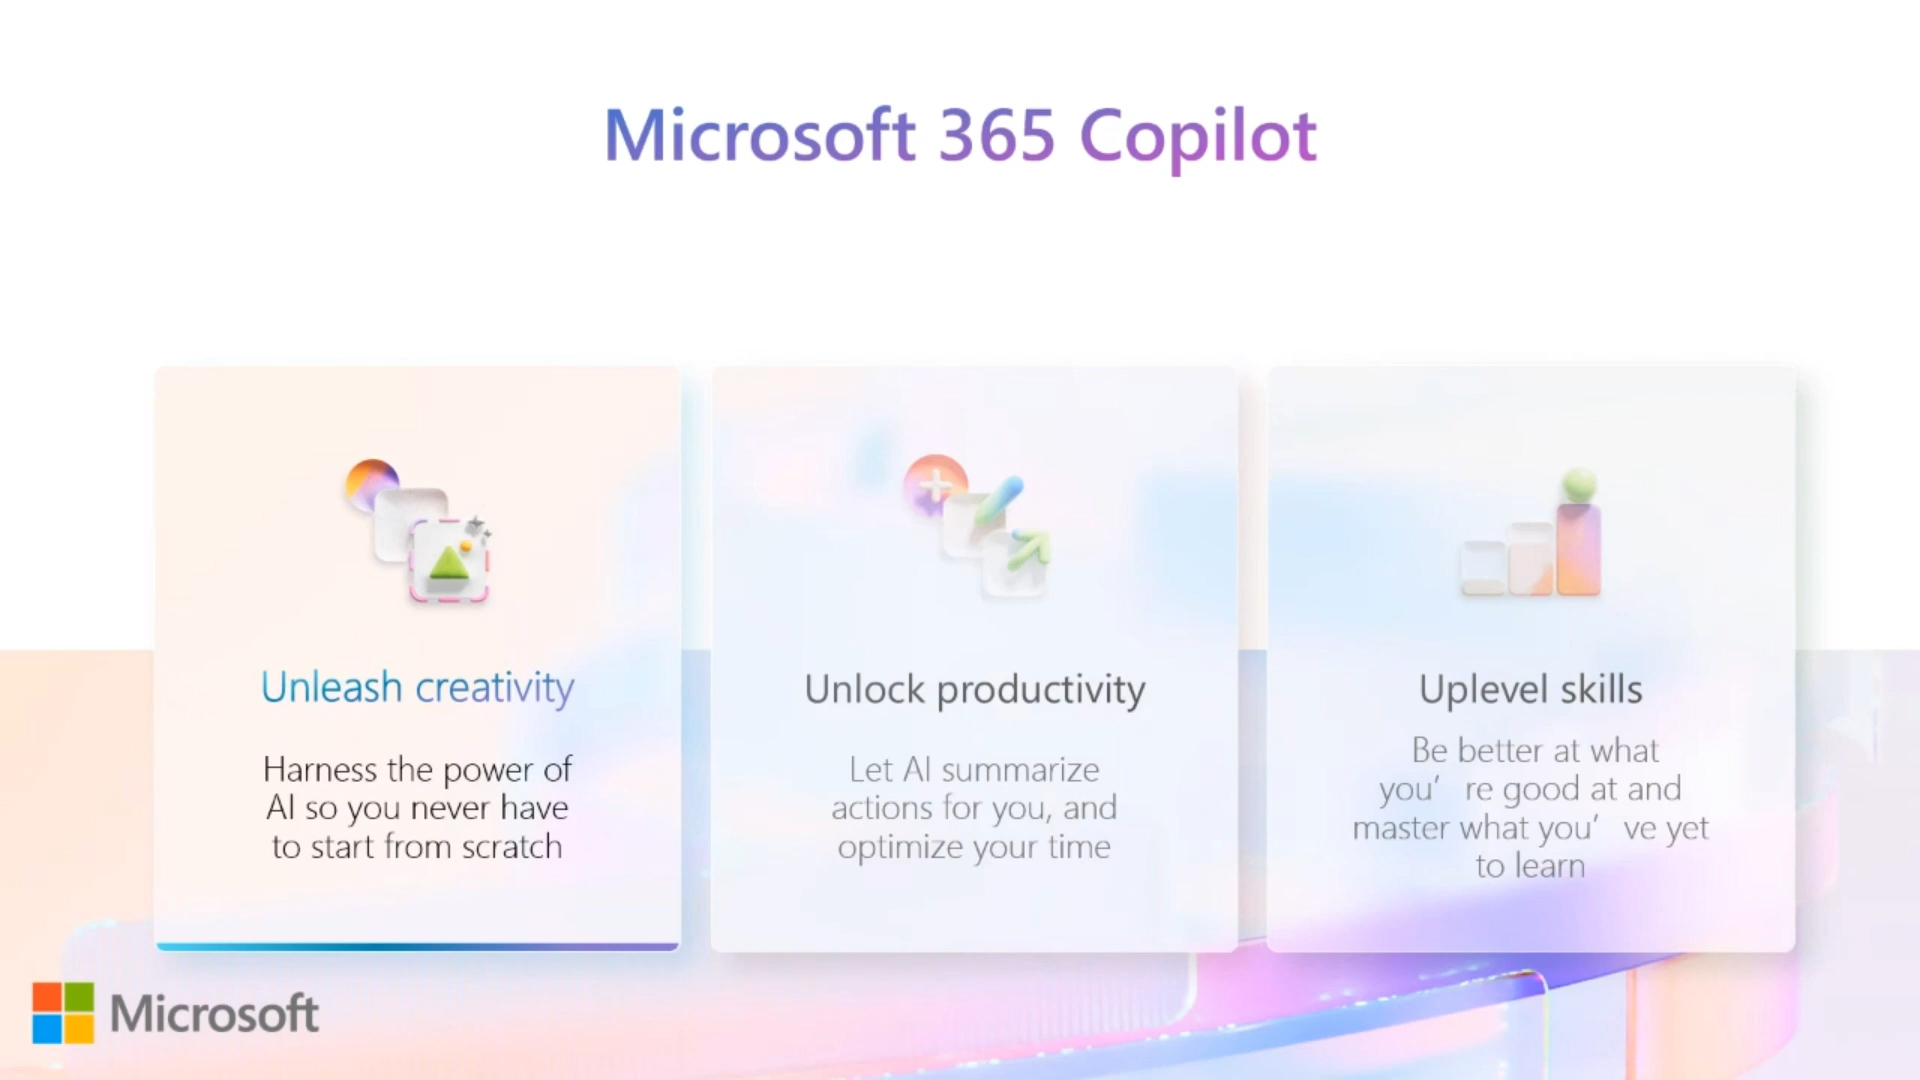 Microsoft 365 Copilot
Unleash creativity
Harness the power of
AI so you never have
to start from scratch
Unlock productivity
Let AI summarize
actions for you, and
optimize your time
Uplevel skills
Be better at what
you’ re good at and
master what you’ ve yet
to learn
Microsoft